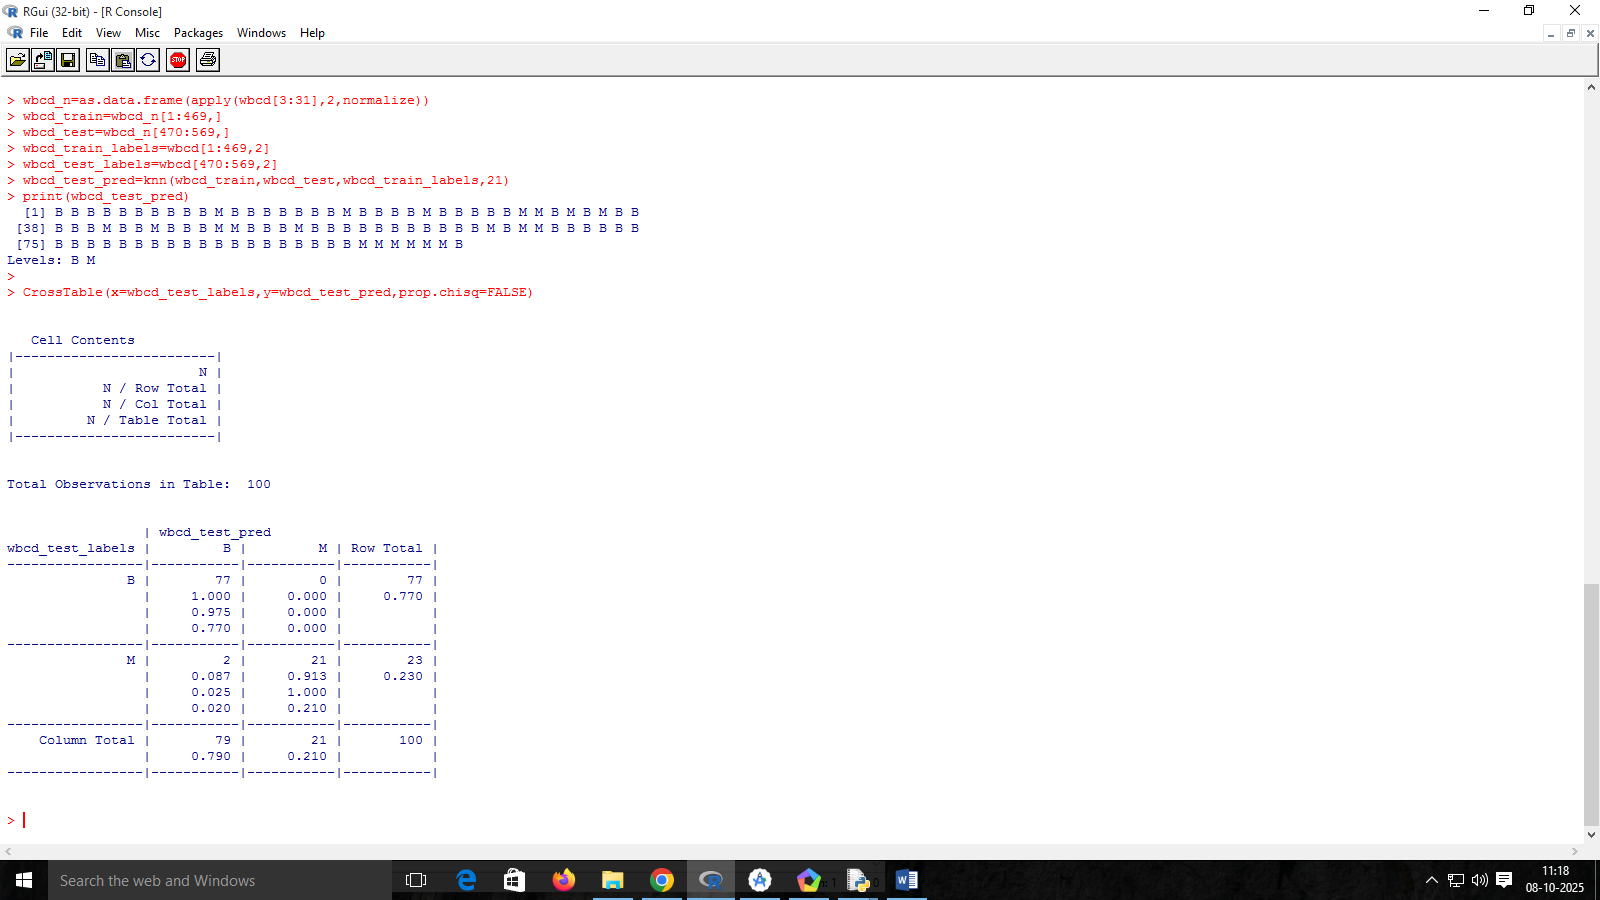 RGui (32-bit) - [R Console]
File Edit View Misc Packages Windows Help
STOP
> wbcd_n=as.data.frame(apply(wbcd[3:31],2,normalize))
> wbcd_train=wbcd_n[1:469,]
> wbcd_test=wbcd_n[470:569,]
> wbcd_train_labels=wbcd[1:469,2]
> wbcd_test_labels=wbcd[470:569,2]
> wbcd_test_pred=knn(wbcd_train,wbcd_test,wbcd_train_labels,21)
> print(wbcd_test_pred)
[1] B B B B B B B B B B M B B B B B B B M B B B B M B B B B B M M B M B M B B
[38] B B B M B B M B B B M M B B B M B B B B B B B B B B B M B M M B B B B B B
[75] B B B B B B B B B B B B B B B B B B B M M M M M M B
Levels: B M
>
> CrossTable(x=wbcd_test_labels,y=wbcd_test_pred,prop.chisq=FALSE)
Cell Contents
|-------------------------|
| N |
| N / Row Total |
| N / Col Total |
| N / Table Total |
|-------------------------|
Total Observations in Table: 100
| wbcd_test_pred
wbcd_test_labels | B | M | Row Total |
-----------------|-----------|-----------|-----------|
B | 77 | 0 | 77 |
| 1.000 | 0.000 | 0.770 |
| 0.975 | 0.000 | |
| 0.770 | 0.000 | |
-----------------|-----------|-----------|-----------|
M | 2 | 21 | 23 |
| 0.087 | 0.913 | 0.230 |
| 0.025 | 1.000 | |
| 0.020 | 0.210 | |
-----------------|-----------|-----------|-----------|
Column Total | 79 | 21 | 100 |
| 0.790 | 0.210 | |
-----------------|-----------|-----------|-----------|
>
Search the web and Windows
11:18
08-10-2025